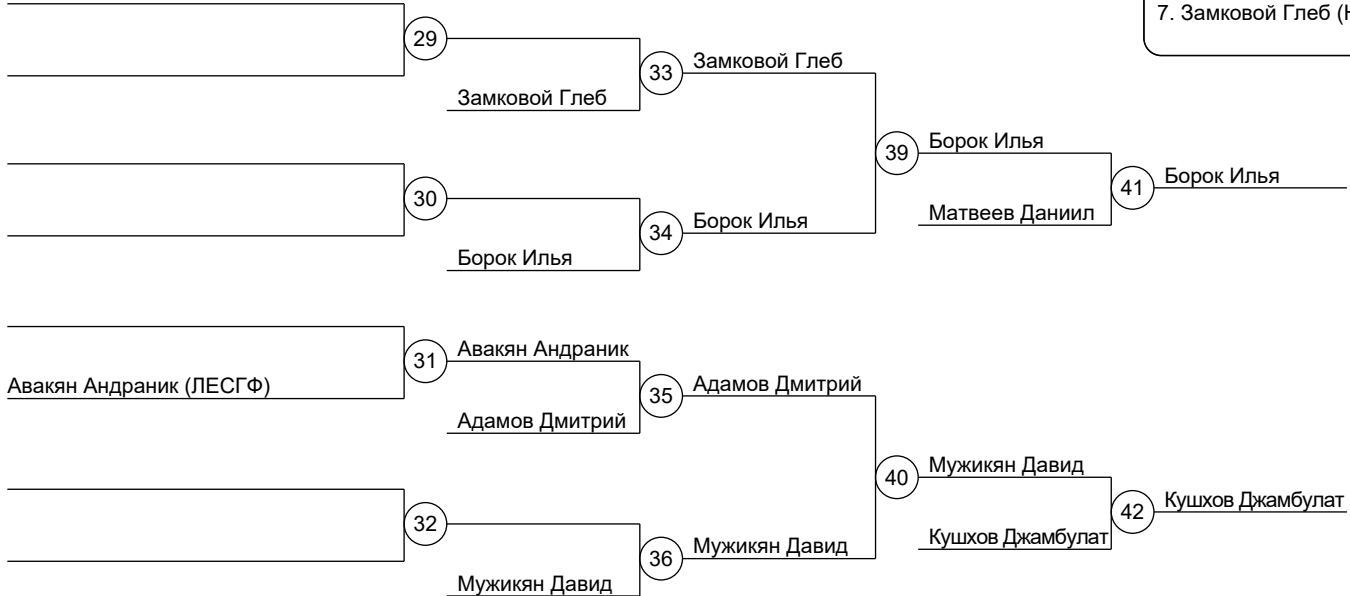 7. Замковой Глеб
29
33
Замковой Глеб
Замковой Глеб
39
Борок Илья
30
41
Борок Илья
34
Борок Илья
Матвеев Даниил
Борок Илья
31
Авакян Андраник
Авакян Андраник (ЛЕСГФ)
35
Адамов Дмитрий
Адамов Дмитрий
40
Мужикян Давид
32
42
Кушхов Джамбулат
36
Мужикян Давид
Кушхов Джамбулат
Мужикян Давид